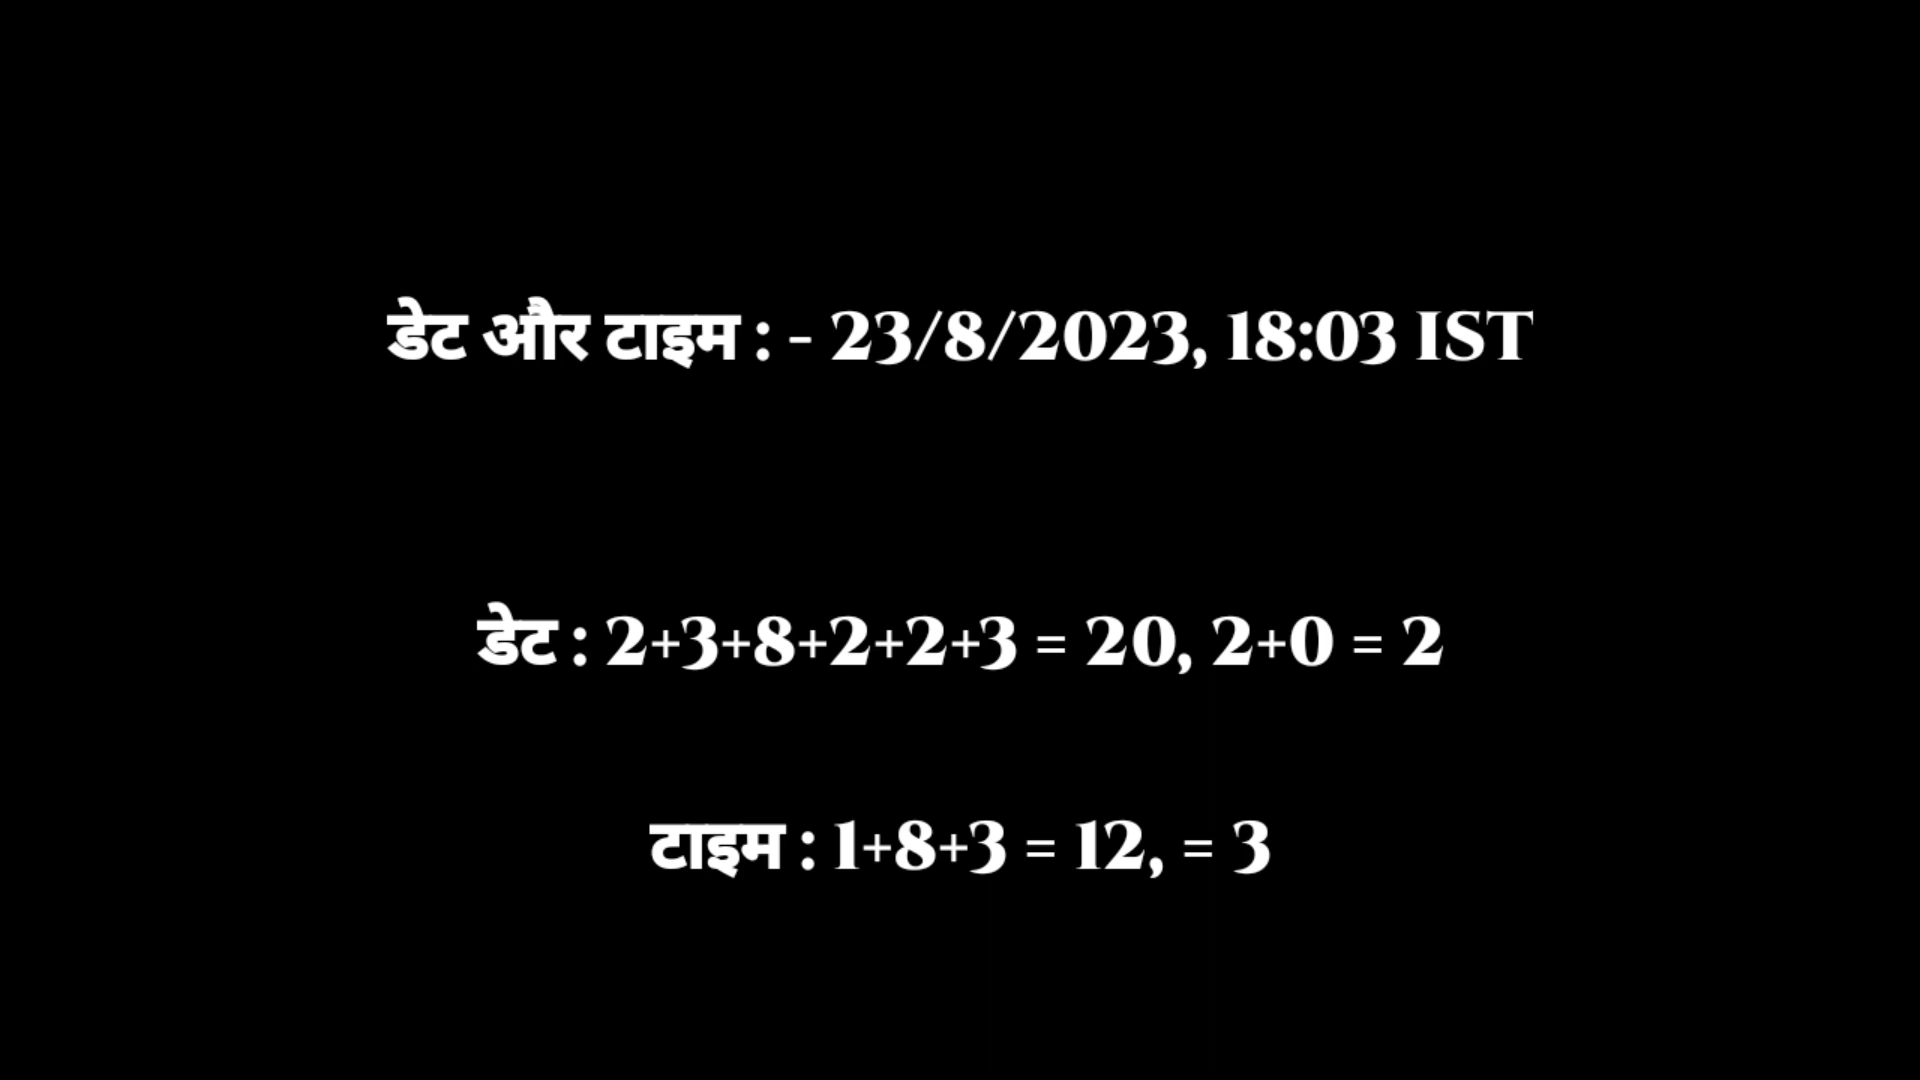 डेट और टाइम : - 23/8/2023, 18:03 IST
डेट : 2+3+8+2+2+3 = 20, 2+0 = 2
टाइम : 1+8+3 = 12, = 3